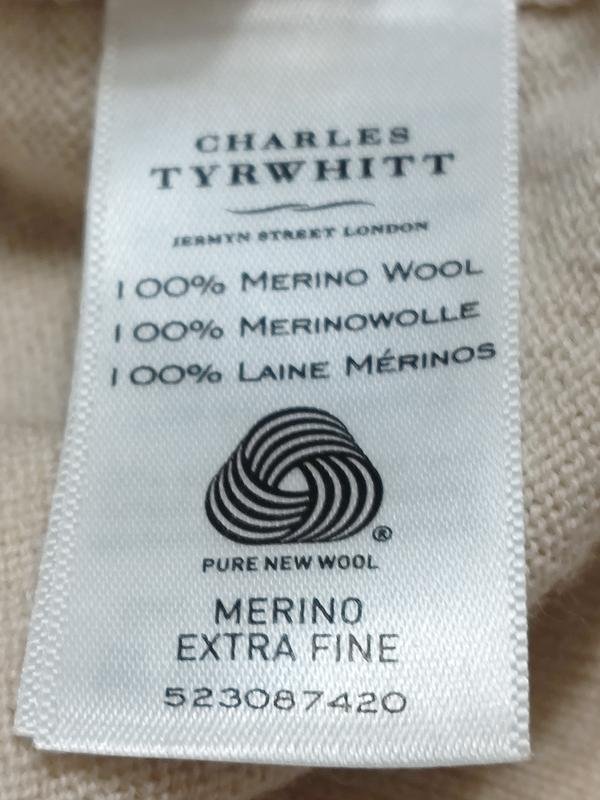 CHARLES
TYRWHITT
JERMYN STREET LONDON
100% MERINO WOOL
100% MERINOWOLLE
100% LAINE MÉRINOS
®
PURE NEW WOOL
MERINO
EXTRA FINE
523087420